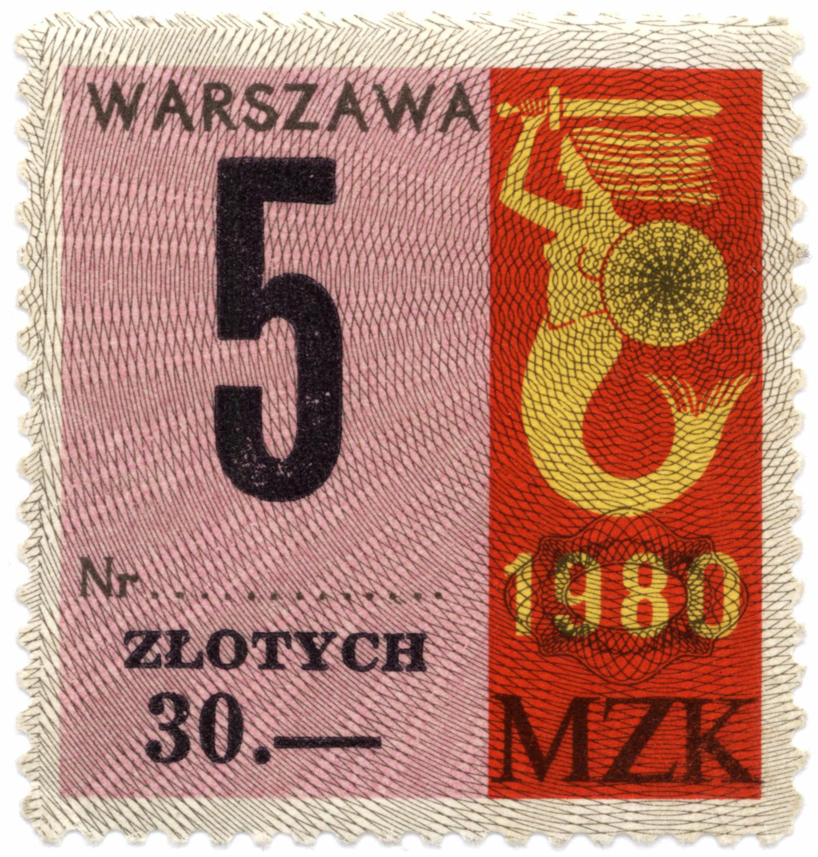 WARSZAWA
5
Nr..............
ZŁOTYCH
30.—
1980
MZK